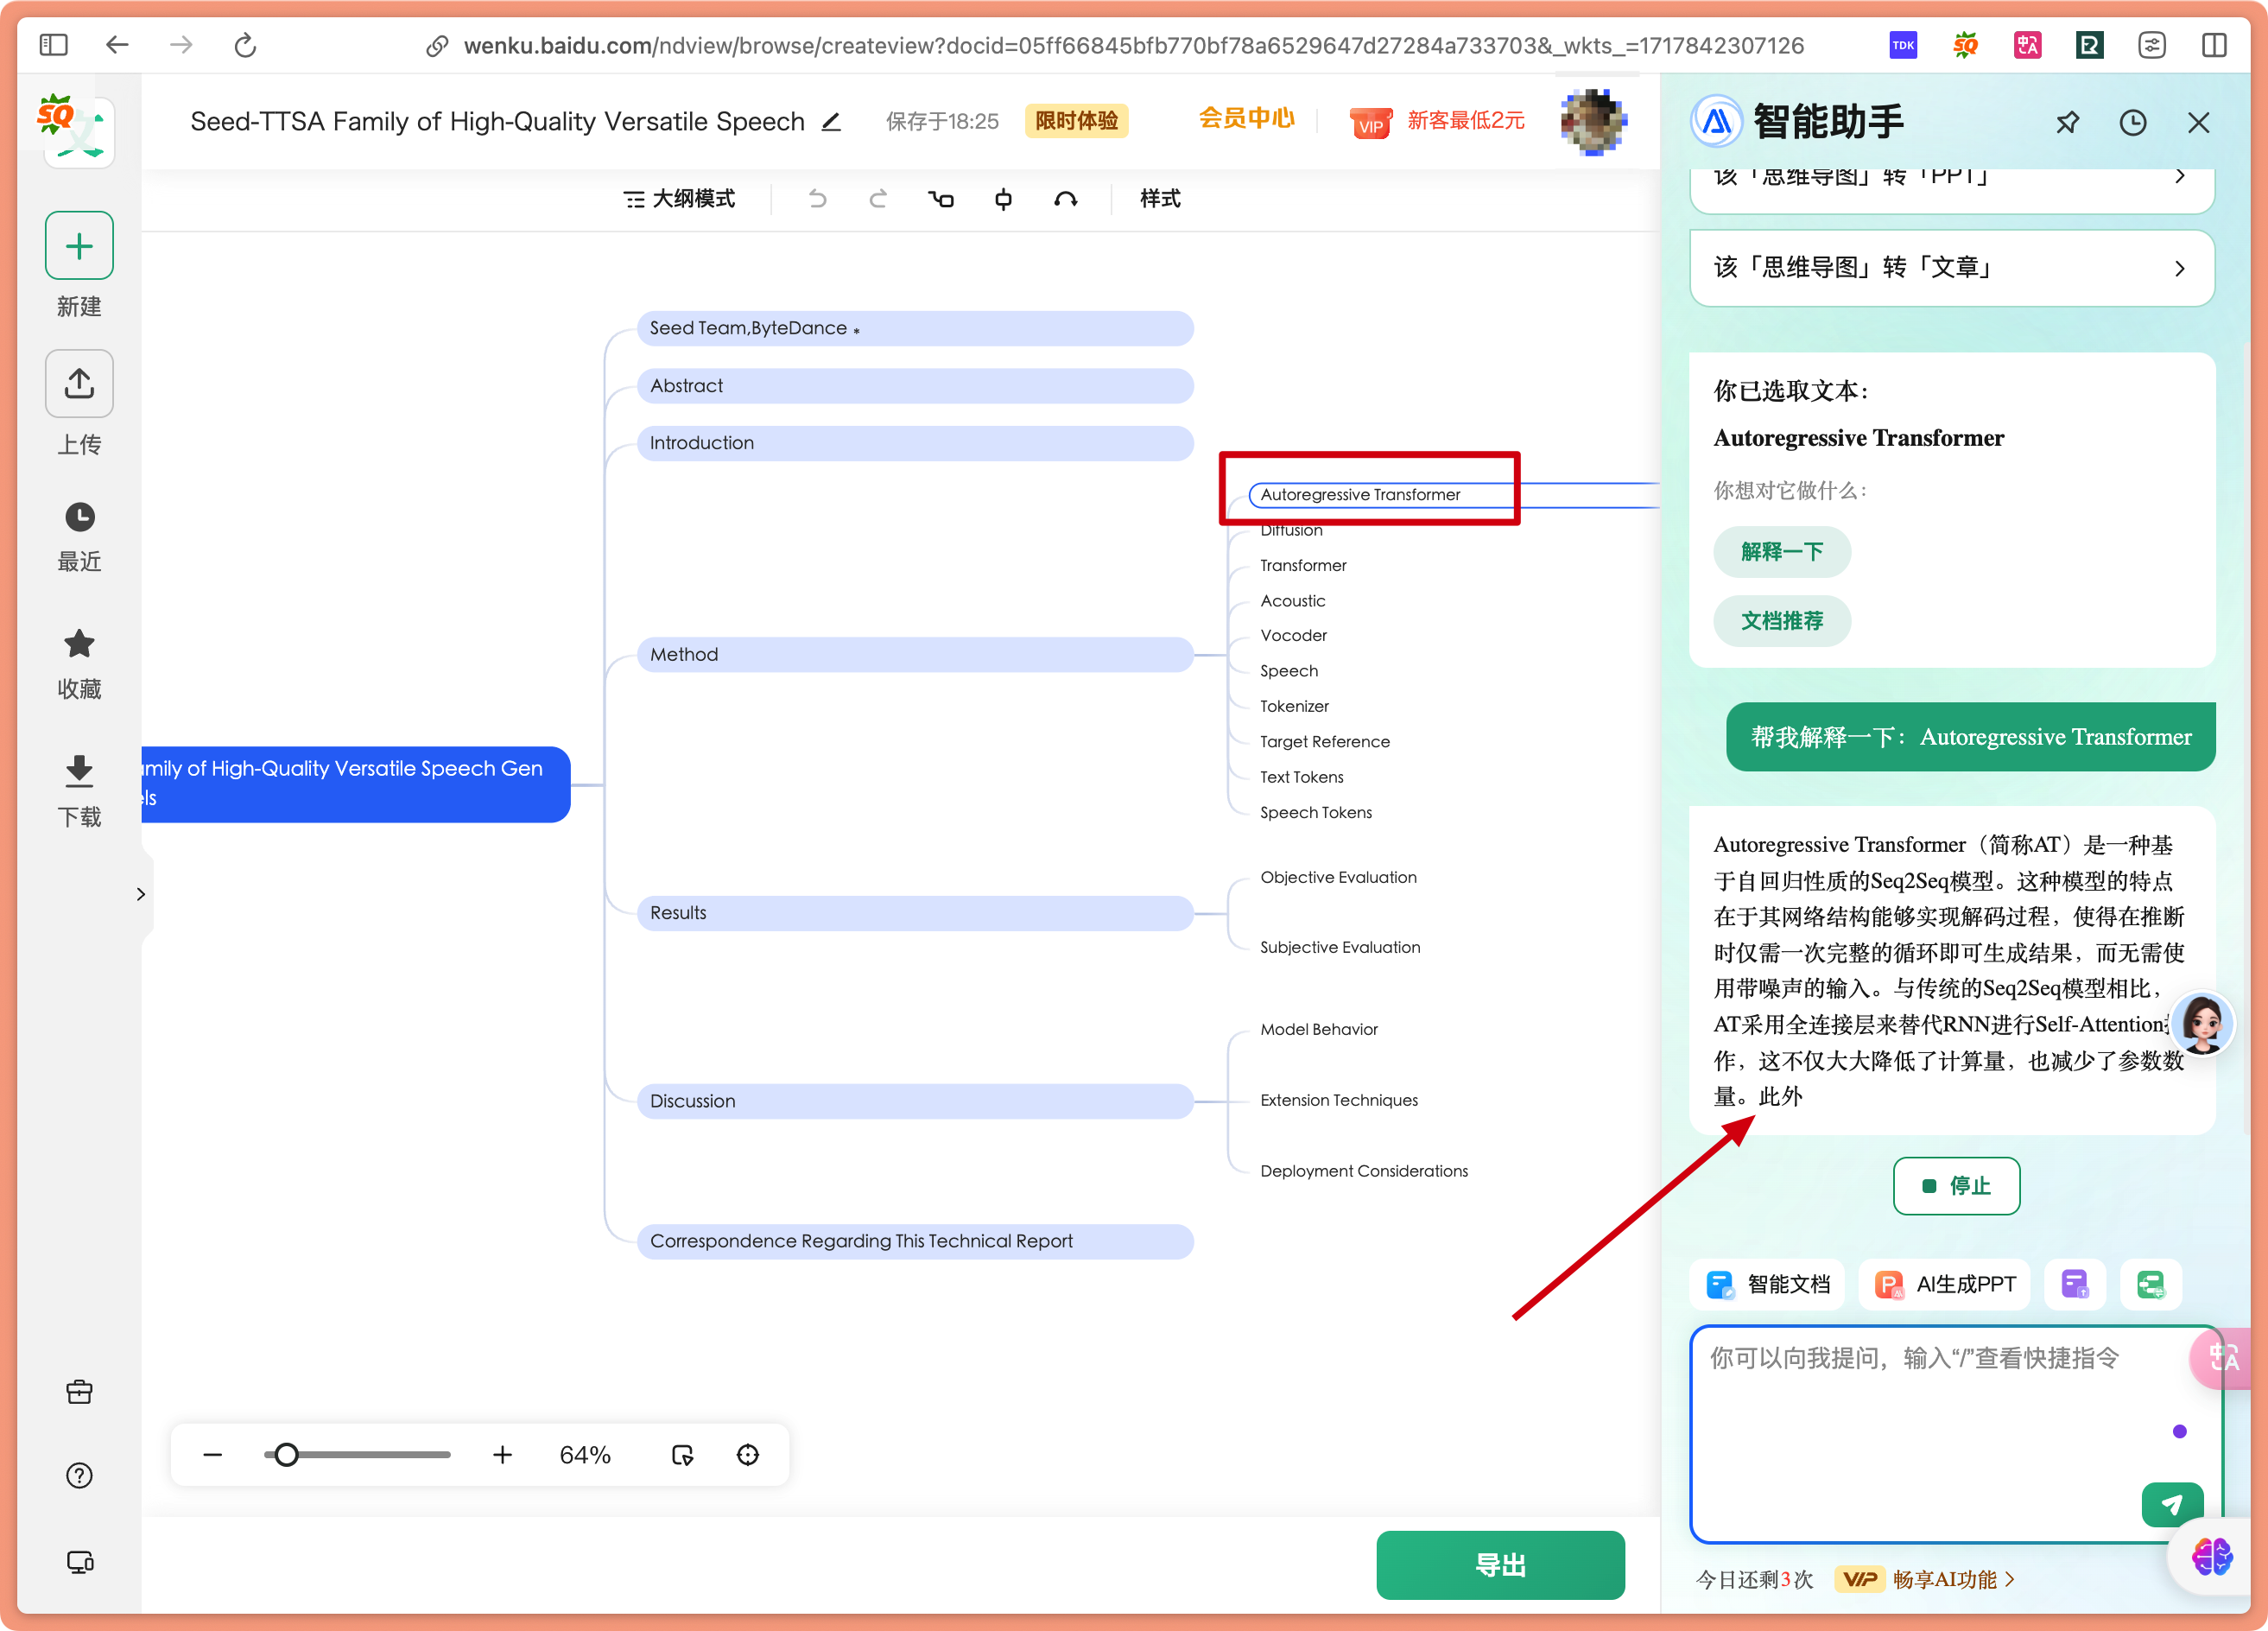 wenku.baidu.com/ndview/browse/createview?docid=05ff66845bfb770bf78a6529647d27284a733703&_wkts_=1717842307126
TDK
SQ
中A
SQ
文
Seed-TTSA Family of High-Quality Versatile Speech
保存于18:25
限时体验
会员中心
VIP
新客最低2元
大纲模式
样式
新建
上传
最近
收藏
下载
amily of High-Quality Versatile Speech Gen
els
Seed Team,ByteDance *
Abstract
Introduction
Method
Autoregressive Transformer
Diffusion
Transformer
Acoustic
Vocoder
Speech
Tokenizer
Target Reference
Text Tokens
Speech Tokens
Results
Objective Evaluation
Subjective Evaluation
Discussion
Model Behavior
Extension Techniques
Deployment Considerations
Correspondence Regarding This Technical Report
64%
导出
智能助手
该「思维导图」转「PPT」
该「思维导图」转「文章」
你已选取文本：
Autoregressive Transformer
你想对它做什么：
解释一下
文档推荐
帮我解释一下：Autoregressive Transformer
Autoregressive Transformer（简称AT）是一种基
于自回归性质的Seq2Seq模型。这种模型的特点
在于其网络结构能够实现解码过程，使得在推断
时仅需一次完整的循环即可生成结果，而无需使
用带噪声的输入。与传统的Seq2Seq模型相比，
AT采用全连接层来替代RNN进行Self-Attention
作，这不仅大大降低了计算量，也减少了参数数
量。此外
停止
智能文档
AI生成PPT
你可以向我提问，输入“/”查看快捷指令
中A
今日还剩3次
VIP
畅享AI功能